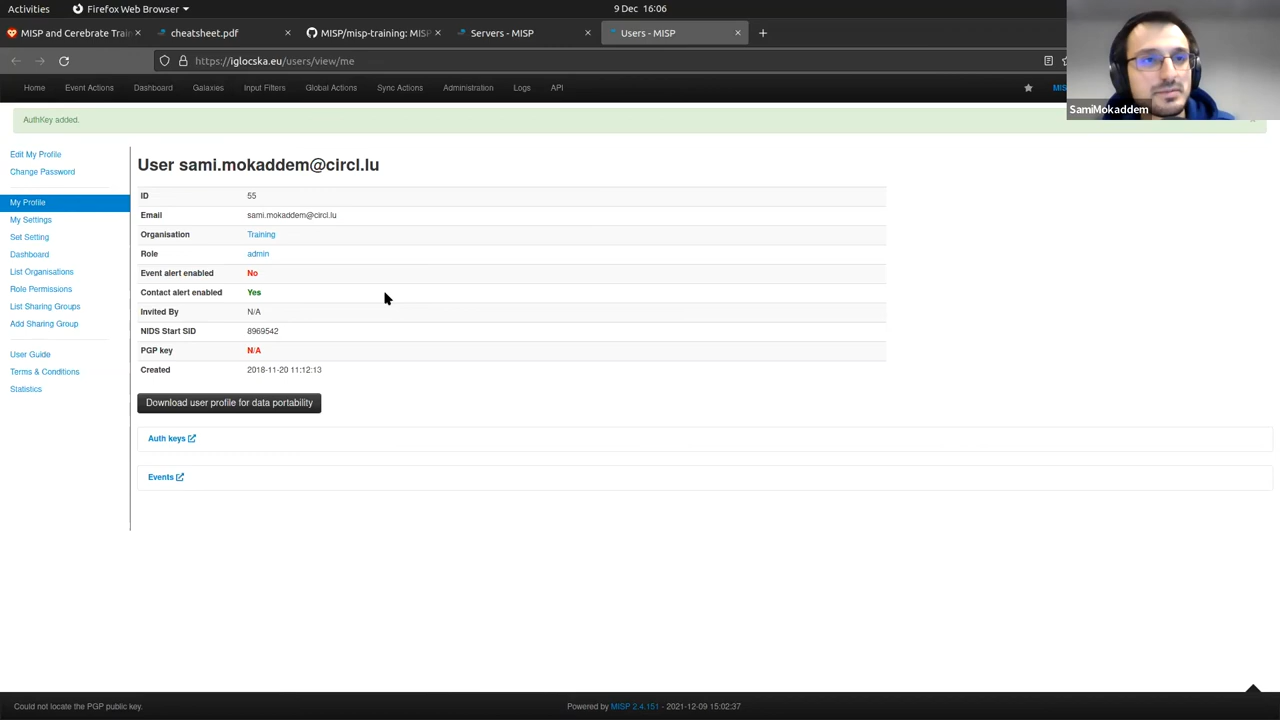 Activities
Firefox Web Browser
9 Dec 16:06
MISP and Cerebrate Trai
cheatsheet.pdf
MISP/misp-training: MISP
Servers - MISP
Users - MISP
https://iglocska.eu/users/view/me
Home Event Actions Dashboard Galaxies Input Filters Global Actions Sync Actions Administration Logs API
MIS
SamiMokaddem
AuthKey added.
Edit My Profile
Change Password
My Profile
My Settings
Set Setting
Dashboard
List Organisations
Role Permissions
List Sharing Groups
Add Sharing Group
User Guide
Terms & Conditions
Statistics
User sami.mokaddem@circl.lu
ID 55
Email sami.mokaddem@circl.lu
Organisation Training
Role admin
Event alert enabled No
Contact alert enabled Yes
Invited By N/A
NIDS Start SID 8969542
PGP key N/A
Created 2018-11-20 11:12:13
Download user profile for data portability
Auth keys
Events
Could not locate the PGP public key.
Powered by MISP 2.4.151 - 2021-12-09 15:02:37